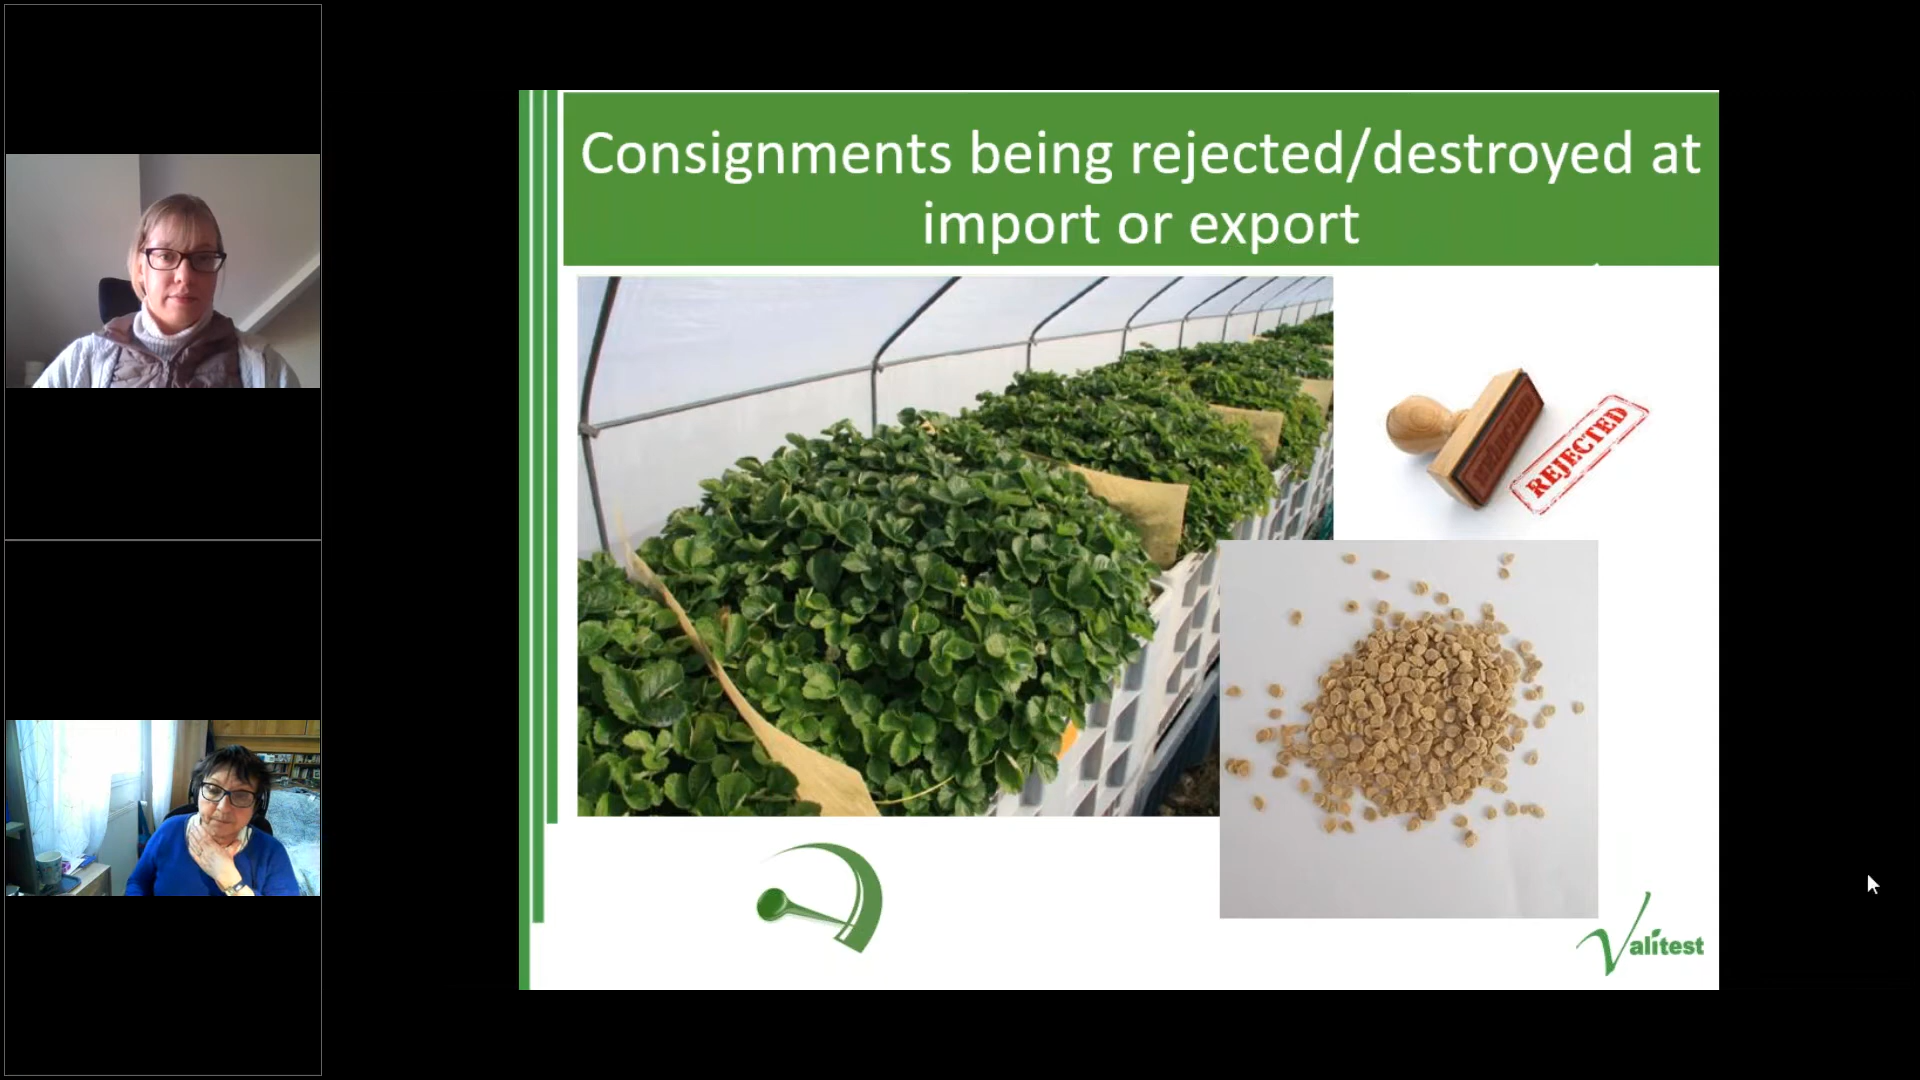 Consignments being rejected/destroyed at
import or export
REJECTED
Valitest